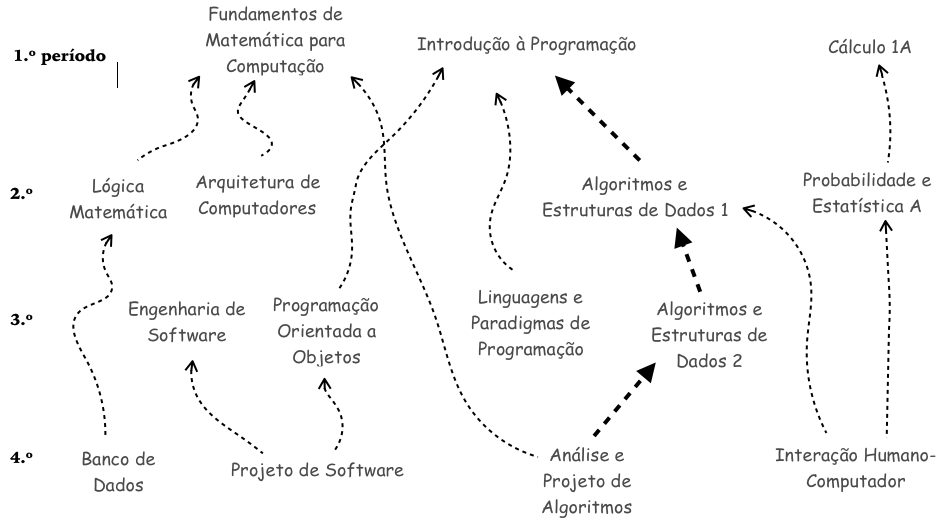 1.º período
Fundamentos de
Matemática para
Computação
Introdução à Programação
Cálculo 1A
2.º
Lógica
Matemática
Arquitetura de
Computadores
Algoritmos e
Estruturas de Dados 1
Probabilidade e
Estatística A
3.º
Engenharia de
Software
Programação
Orientada a
Objetos
Linguagens e
Paradigmas de
Programação
Algoritmos e
Estruturas de
Dados 2
4.º
Banco de
Dados
Projeto de Software
Análise e
Projeto de
Algoritmos
Interação Humano-
Computador